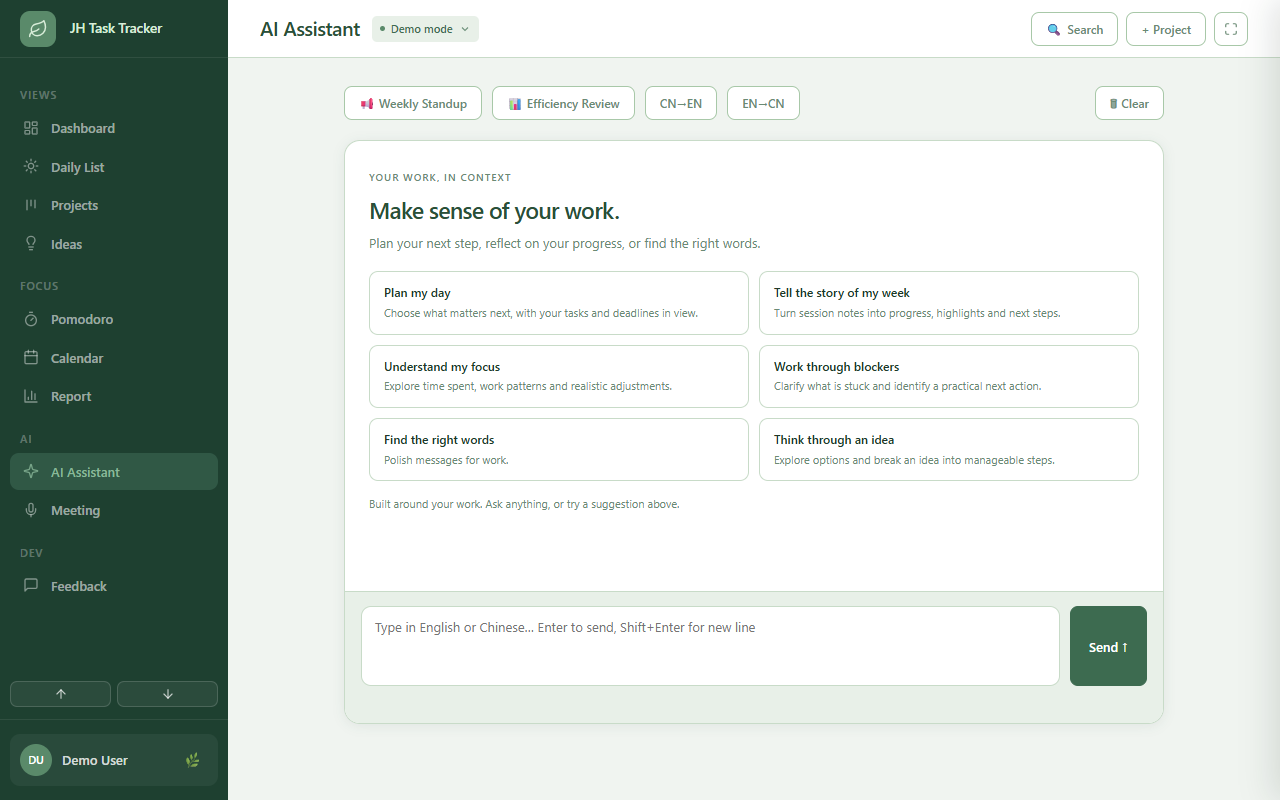 JH Task Tracker
VIEWS
Dashboard
Daily List
Projects
Ideas
FOCUS
Pomodoro
Calendar
Report
AI
AI Assistant
Meeting
DEV
Feedback
↑ ↓
DU Demo User
AI Assistant Demo mode
Search + Project
Weekly Standup Efficiency Review CN→EN EN→CN Clear
YOUR WORK, IN CONTEXT
Make sense of your work.
Plan your next step, reflect on your progress, or find the right words.
Plan my day
Choose what matters next, with your tasks and deadlines in view.
Tell the story of my week
Turn session notes into progress, highlights and next steps.
Understand my focus
Explore time spent, work patterns and realistic adjustments.
Work through blockers
Clarify what is stuck and identify a practical next action.
Find the right words
Polish messages for work.
Think through an idea
Explore options and break an idea into manageable steps.
Built around your work. Ask anything, or try a suggestion above.
Type in English or Chinese... Enter to send, Shift+Enter for new line
Send ↑